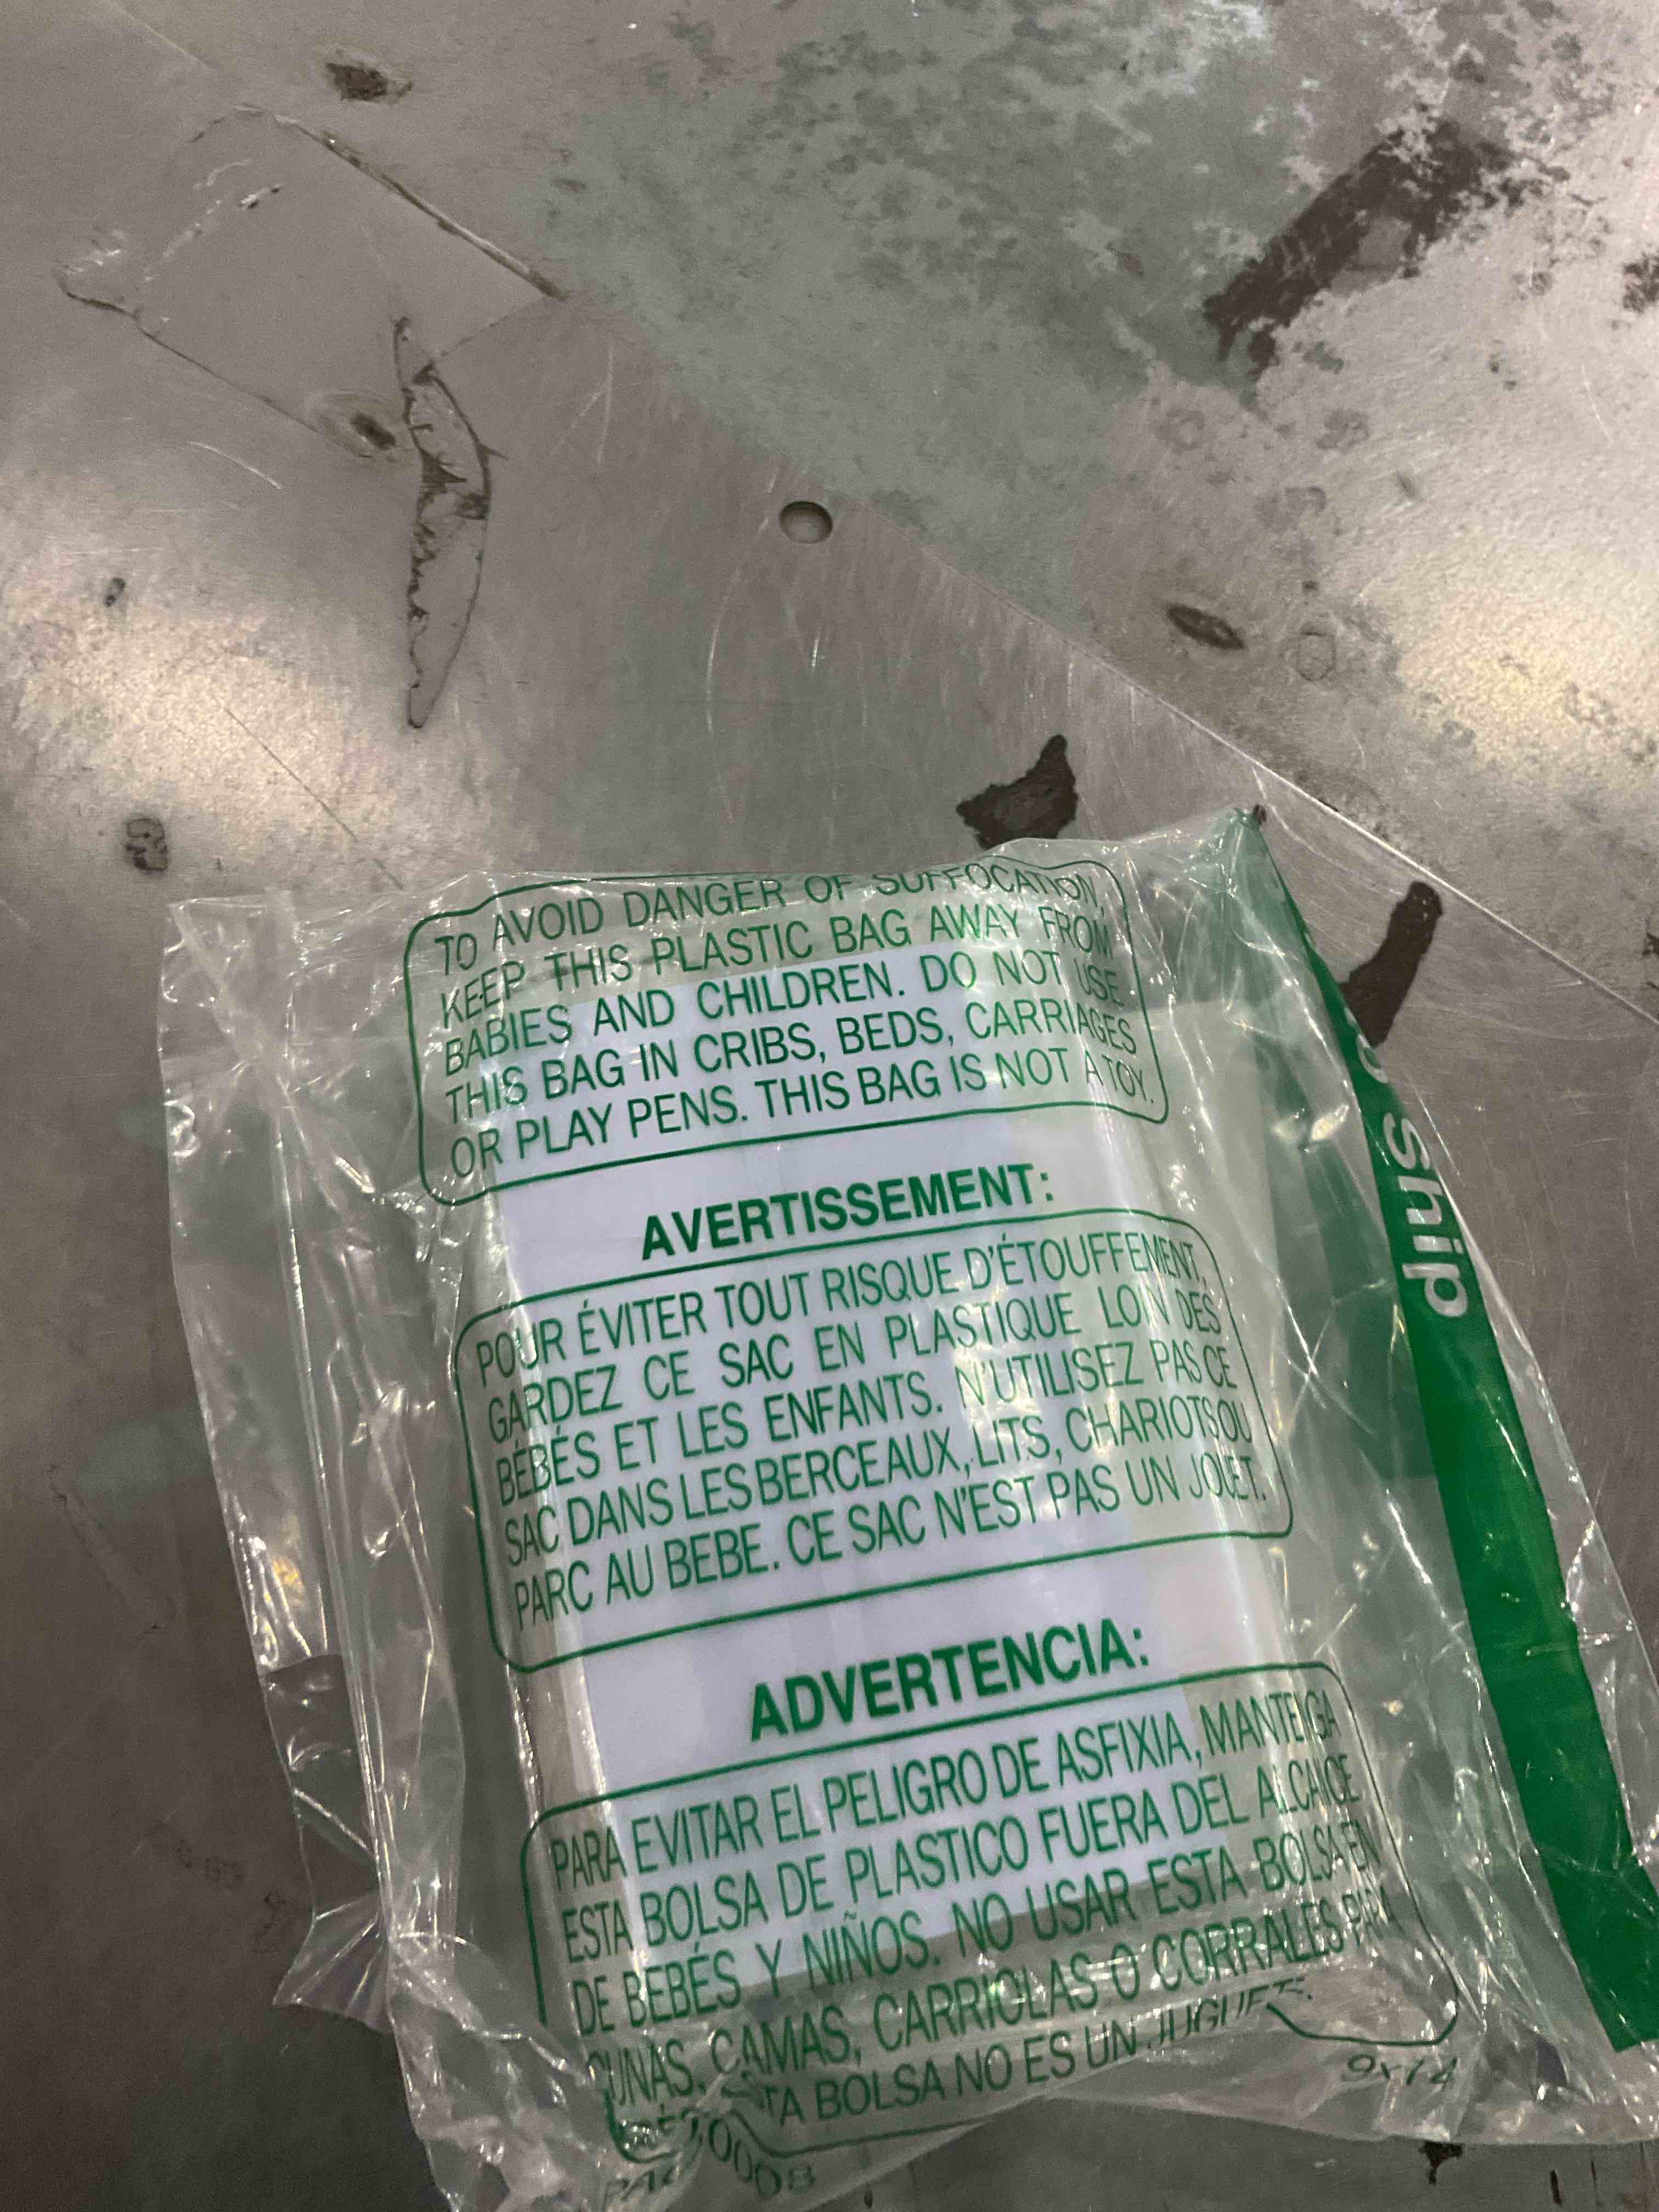 TO AVOID DANGER OF SUFFOCATION,
KEEP THIS PLASTIC BAG AWAY FROM
BABIES AND CHILDREN. DO NOT USE
THIS BAG IN CRIBS, BEDS, CARRIAGES
OR PLAY PENS. THIS BAG IS NOT A TOY.
AVERTISSEMENT:
POUR ÉVITER TOUT RISQUE D'ÉTOUFFEMENT,
GARDEZ CE SAC EN PLASTIQUE LOIN DES
BÉBÉS ET LES ENFANTS. N'UTILISEZ PAS CE
SAC DANS LES BERCEAUX, LITS, CHARIOTS OU
PARC AU BEBE. CE SAC N'EST PAS UN JOUET.
ADVERTENCIA:
PARA EVITAR EL PELIGRO DE ASFIXIA, MANTENGA
ESTA BOLSA DE PLASTICO FUERA DEL ALCANCE
DE BEBÉS Y NIÑOS. NO USAR ESTA BOLSA EN
CUNAS, CAMAS, CARRIOLAS O CORRALES PARA
ESTA BOLSA NO ES UN JUGUETE.
9x14
Ship